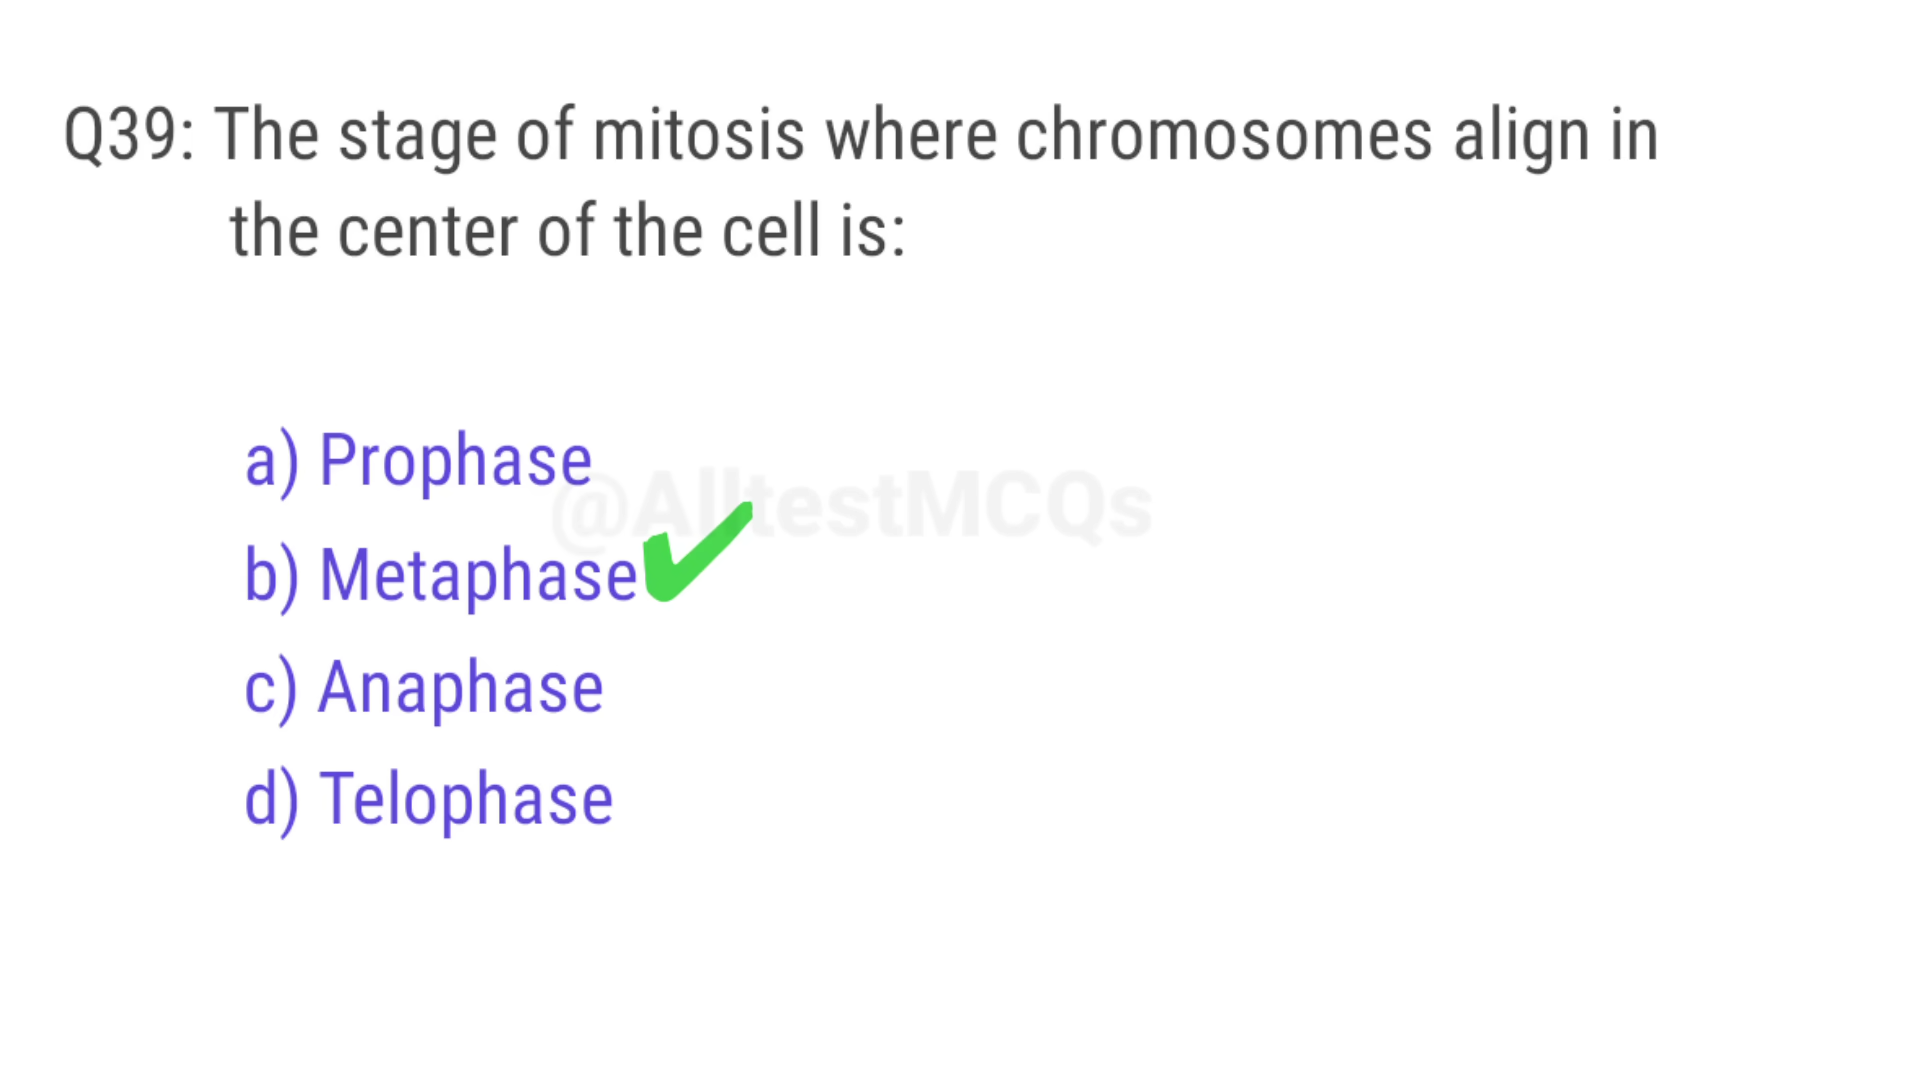 Q39: The stage of mitosis where chromosomes align in
the center of the cell is:
a) Prophase
@AlltestMCQs
b) Metaphase
c) Anaphase
d) Telophase